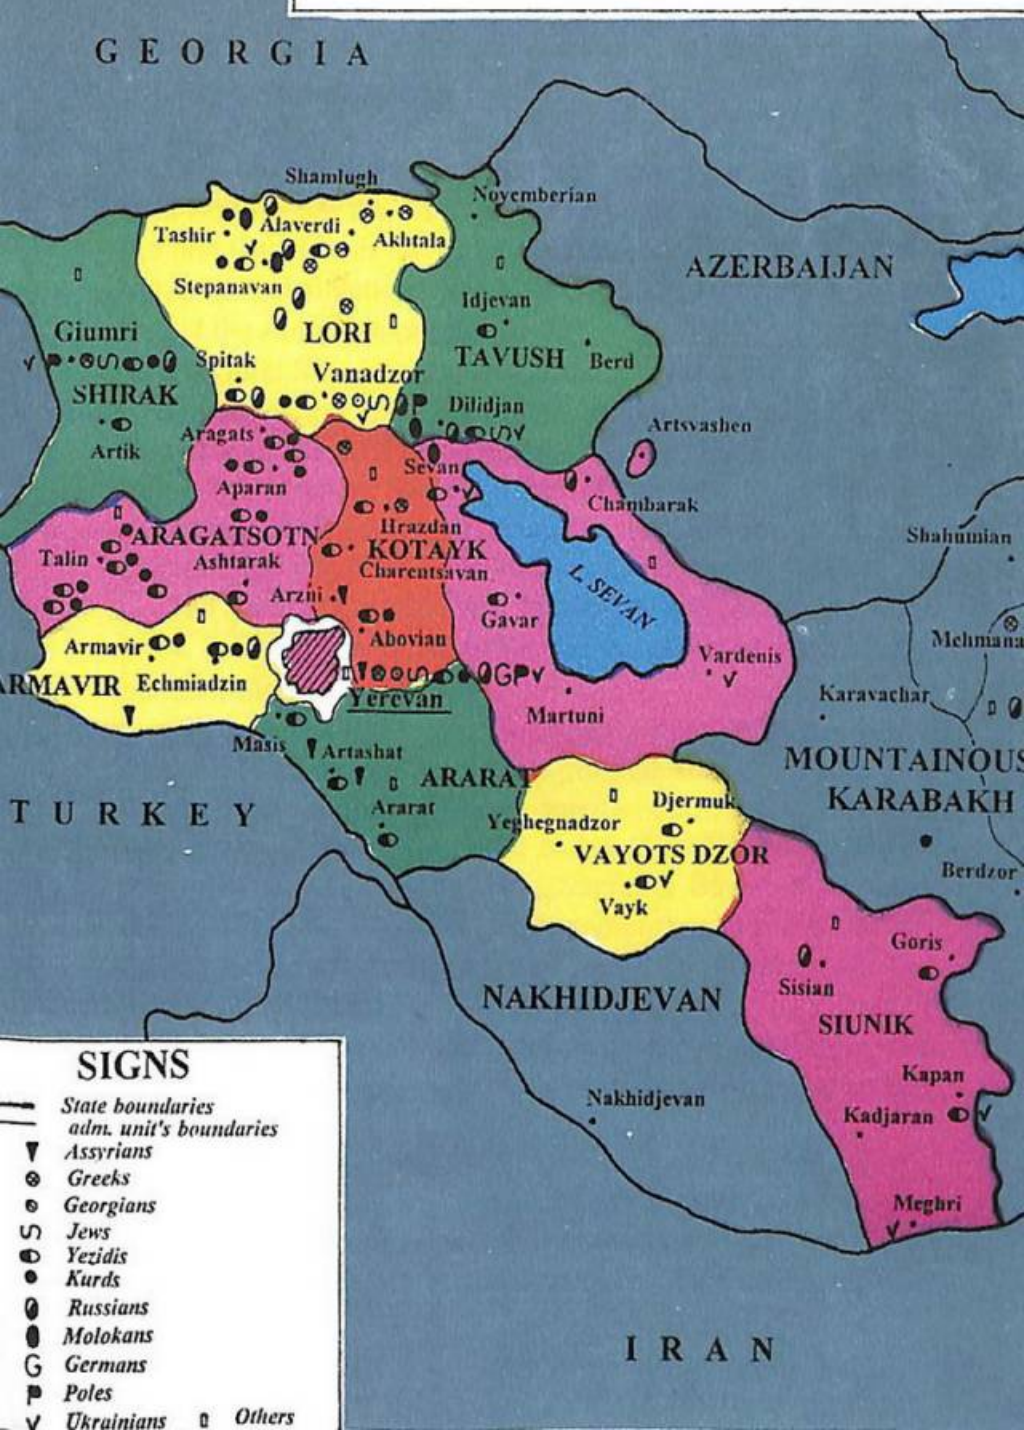 GEORGIA
Shamlugh
Noyemberian
Tashir
Alaverdi
Akhtala
AZERBAIJAN
Stepanavan
Idjevan
Giumri
LORI
TAVUSH
Berd
Spitak
Vanadzor
SHIRAK
Dilidjan
Artsvashen
Artik
Aragats
Sevan
Aparan
Chambarak
Hrazdan
ARAGATSOTN
Shahumian
KOTAYK
Talin
Ashtarak
Charentsavan
L. SEVAN
Arzni
Gavar
Abovian
Mehmana
Armavir
Vardenis
ARMAVIR
Echmiadzin
G
Karavachar
Yerevan
Martuni
Masis
Artashat
MOUNTAINOUS
KARABAKH
ARARAT
Djermuk
Ararat
TURKEY
Yeghegnadzor
VAYOTS DZOR
Berdzor
Vayk
Goris
Sisian
NAKHIDJEVAN
SIUNIK
Kapan
Nakhidjevan
Kadjaran
Meghri
IRAN
SIGNS
State boundaries
adm. unit's boundaries
Assyrians
Greeks
Georgians
Jews
Yezidis
Kurds
Russians
Molokans
G Germans
Poles
Ukrainians
Others